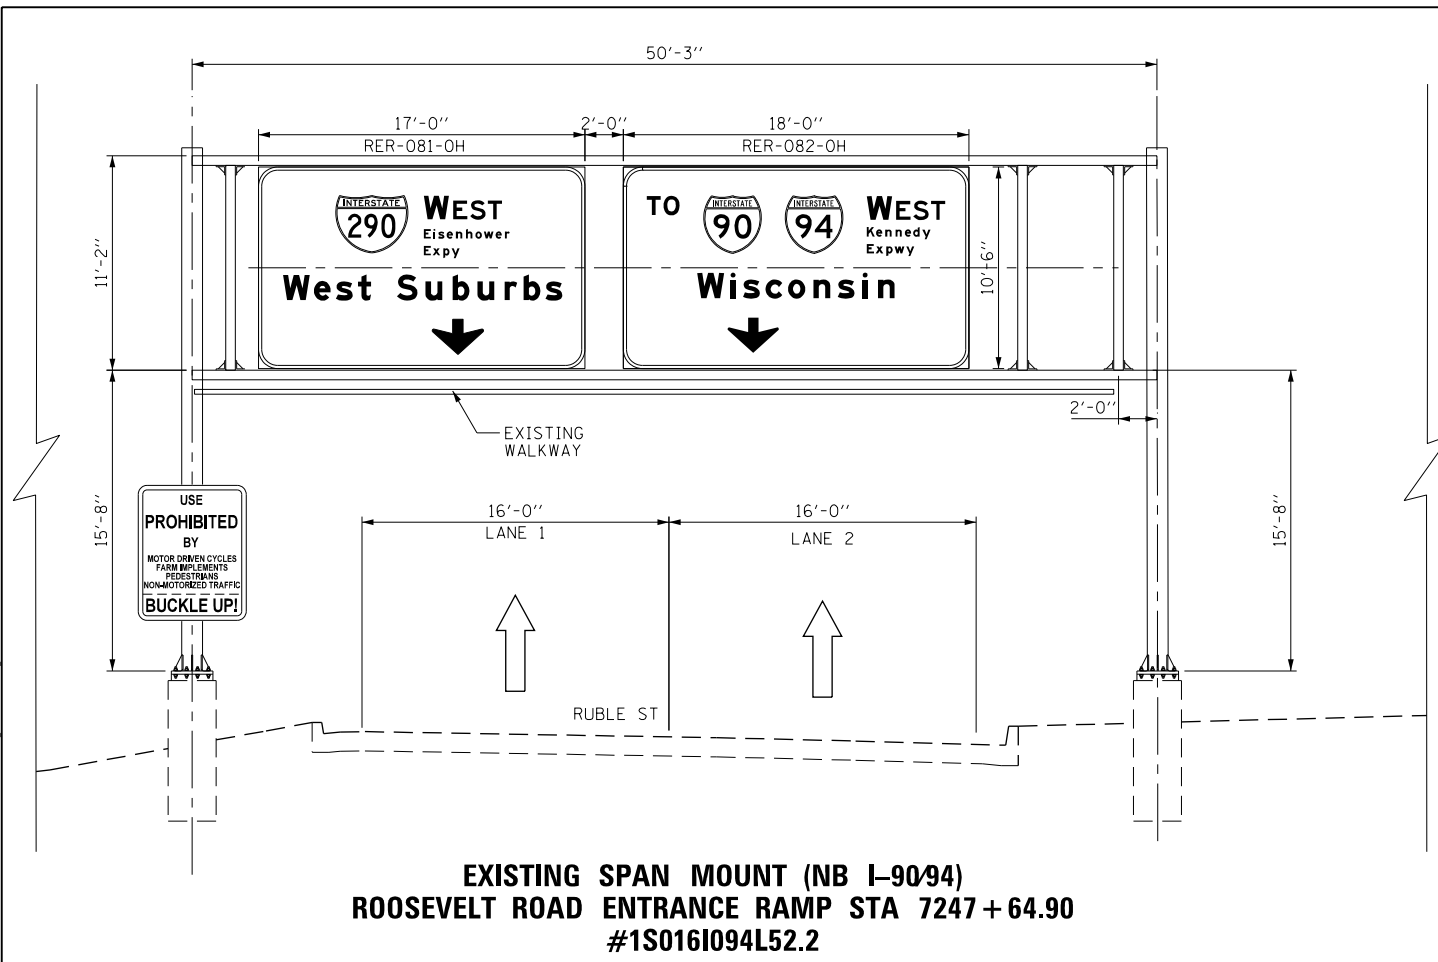 50'-3''
17'-0'' 2'-0'' 18'-0''
RER-081-OH RER-082-OH
INTERSTATE
290
WEST
Eisenhower
Expy
West Suburbs
TO
INTERSTATE
90
INTERSTATE
94
WEST
Kennedy
Expwy
Wisconsin
11'-2''
10'-6''
2'-0''
EXISTING
WALKWAY
15'-8''
15'-8''
USE
PROHIBITED
BY
MOTOR DRIVEN CYCLES
FARM IMPLEMENTS
PEDESTRIANS
NON-MOTORIZED TRAFFIC
BUCKLE UP!
16'-0'' 16'-0''
LANE 1 LANE 2
RUBLE ST
EXISTING SPAN MOUNT (NB I-90/94)
ROOSEVELT ROAD ENTRANCE RAMP STA 7247+64.90
#1S016I094L52.2